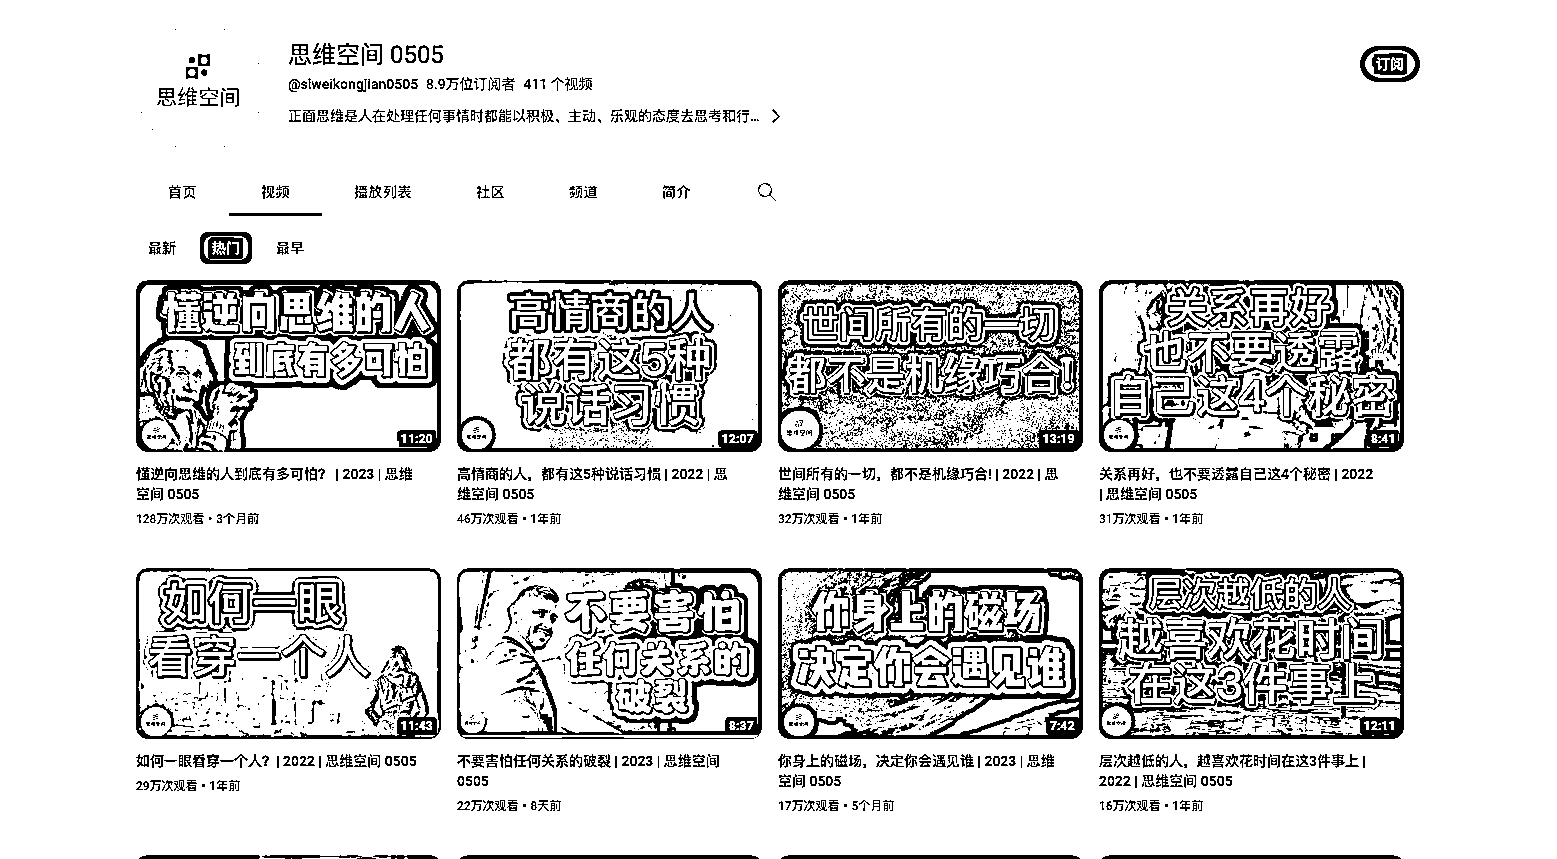 思维空间 0505
思维空间
@siweikongjian0505 8.9万位订阅者 411 个视频
正面思维是人在处理任何事情时都能以积极、主动、乐观的态度去思考和行...
订阅
首页 视频 播放列表 社区 频道 简介
最新 热门 最早
懂逆向思维的人
到底有多可怕
11:20
高情商的人
都有这5种
说话习惯
12:07
世间所有的一切
都不是机缘巧合!
13:19
关系再好
也不要透露
自己这4个秘密
8:41
懂逆向思维的人到底有多可怕? | 2023 | 思维
空间 0505
128万次观看 • 3个月前
高情商的人，都有这5种说话习惯 | 2022 | 思
维空间 0505
46万次观看 • 1年前
世间所有的一切，都不是机缘巧合! | 2022 | 思
维空间 0505
32万次观看 • 1年前
关系再好，也不要透露自己这4个秘密 | 2022
| 思维空间 0505
31万次观看 • 1年前
如何一眼
看穿一个人
11:43
不要害怕
任何关系的
破裂
8:37
你身上的磁场
决定你会遇见谁
7:42
层次越低的人
越喜欢花时间
在这3件事上
12:11
如何一眼看穿一个人? | 2022 | 思维空间 0505
29万次观看 • 1年前
不要害怕任何关系的破裂 | 2023 | 思维空间
0505
22万次观看 • 8天前
你身上的磁场，决定你会遇见谁 | 2023 | 思维
空间 0505
17万次观看 • 5个月前
层次越低的人，越喜欢花时间在这3件事上 |
2022 | 思维空间 0505
16万次观看 • 1年前